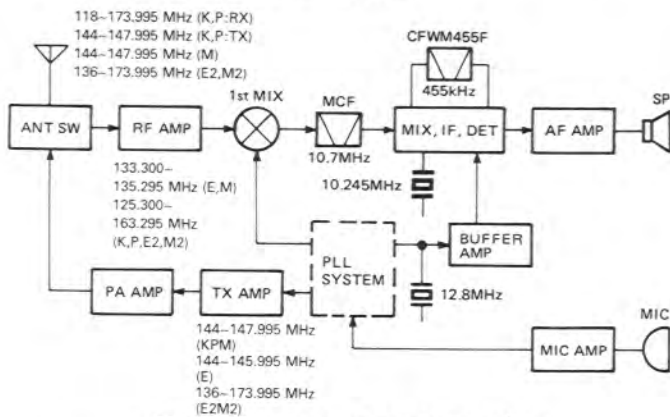 118~173.995 MHz (K,P:RX)
144~147.995 MHz (K,P:TX)
144~147.995 MHz (M)
136~173.995 MHz (E2,M2)
CFWM455F
455kHz
1st MIX
MCF
SP
ANT SW
RF AMP
MIX, IF, DET
AF AMP
10.7MHz
133.300~
135.295 MHz (E,M)
125.300~
163.295 MHz
(K,P,E2,M2)
10.245MHz
PLL
SYSTEM
BUFFER
AMP
PA AMP
TX AMP
12.8MHz
144~147.995 MHz
(KPM)
144~145.995 MHz
(E)
136~173.995 MHz
(E2M2)
MIC
MIC AMP